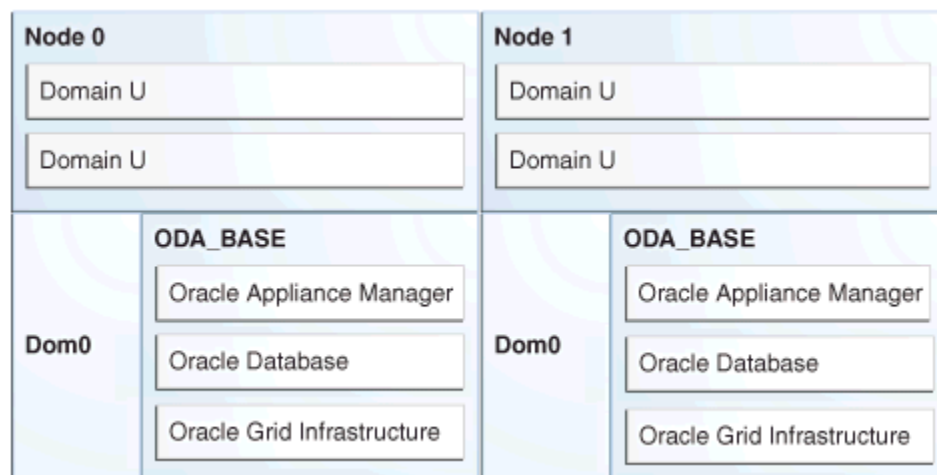 Node 0
Domain U
Domain U
Dom0
ODA_BASE
Oracle Appliance Manager
Oracle Database
Oracle Grid Infrastructure
Node 1
Domain U
Domain U
Dom0
ODA_BASE
Oracle Appliance Manager
Oracle Database
Oracle Grid Infrastructure